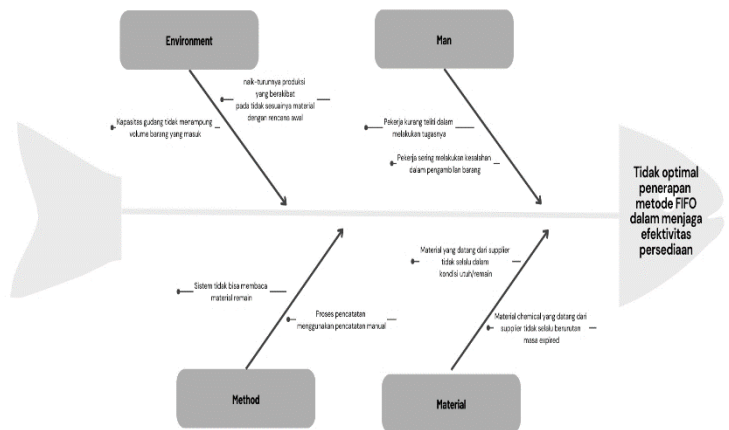 Environment
Man
naik-turunnya produksi
yang berakibat
pada tidak sesuainya material
dengan rencana awal
Kapasitas gudang tidak menampung
volume barang yang masuk
Pekerja kurang teliti dalam
melakukan tugasnya
Pekerja sering melakukan kesalahan
dalam pengambilan barang
Tidak optimal
penerapan
metode FIFO
dalam menjaga
efektivitas
persediaan
Sistem tidak bisa membaca
material remain
Proses pencatatan
menggunakan pencatatan manual
Material yang datang dari supplier
tidak selalu dalam
kondisi utuh/remain
Material chemical yang datang dari
supplier tidak selalu berurutan
masa expired
Method
Material